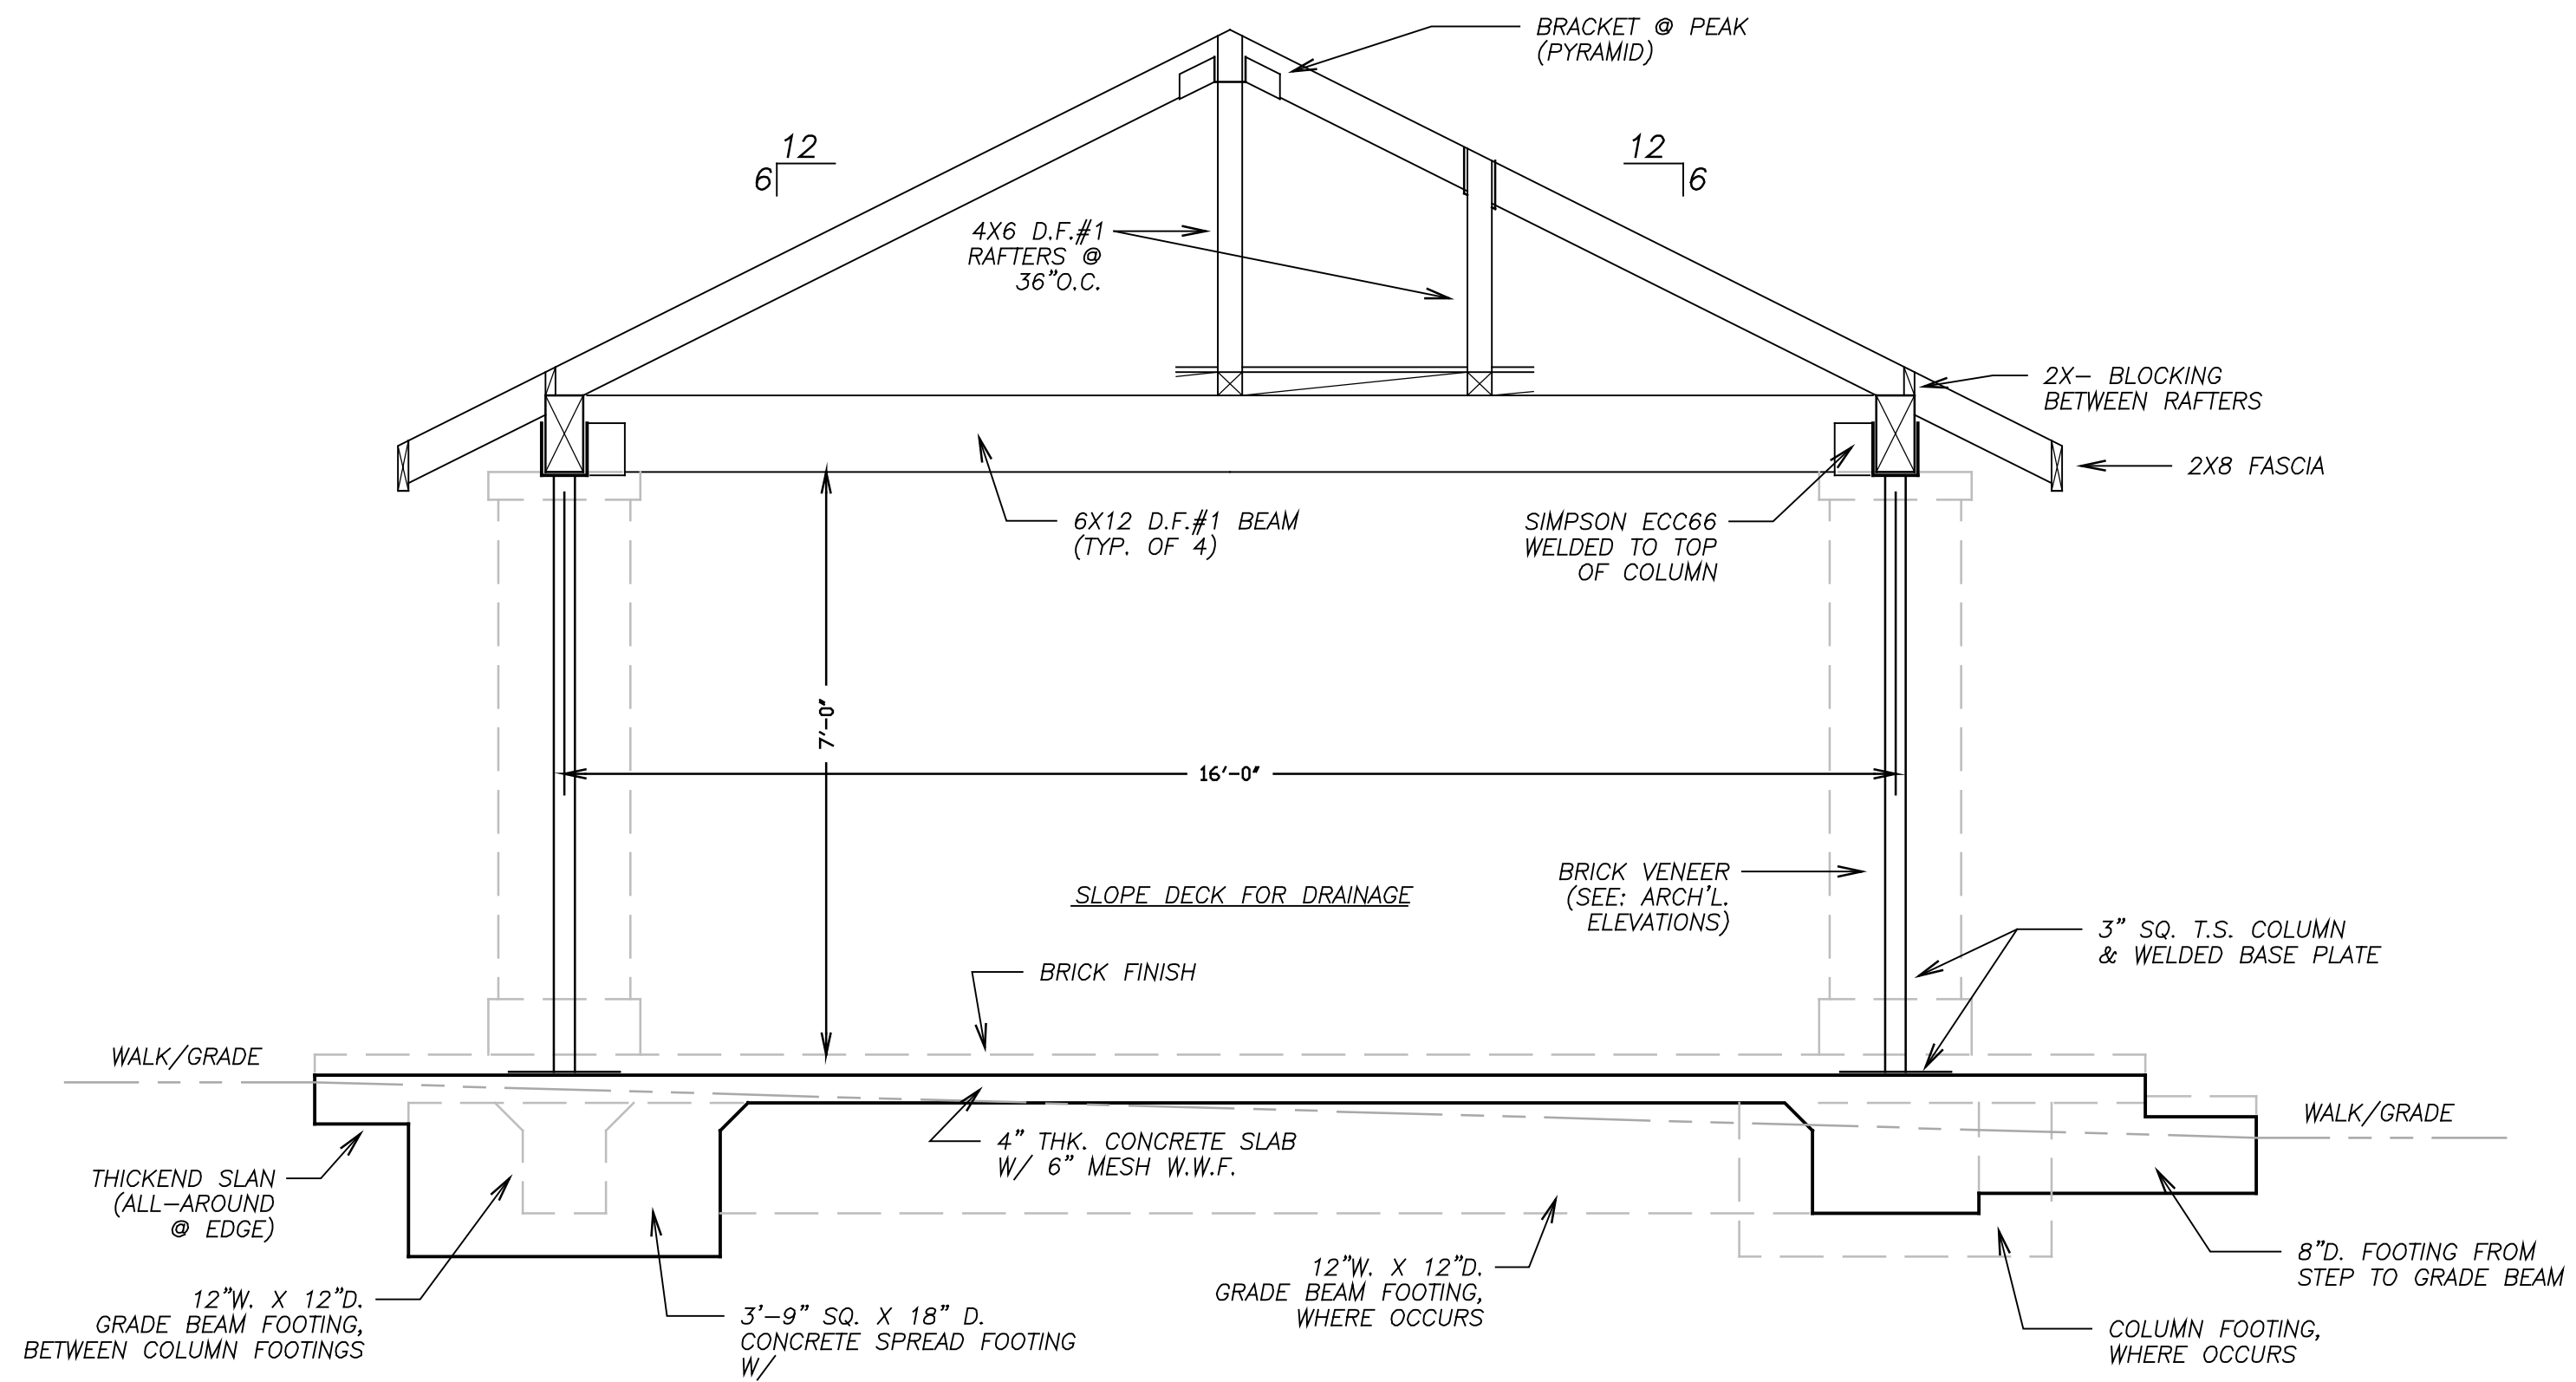 BRACKET @ PEAK
(PYRAMID)
12
6
12
6
4X6 D.F.#1
RAFTERS @
36"O.C.
2X- BLOCKING
BETWEEN RAFTERS
2X8 FASCIA
6X12 D.F.#1 BEAM
(TYP. OF 4)
SIMPSON ECC66
WELDED TO TOP
OF COLUMN
7'-0"
16'-0"
SLOPE DECK FOR DRAINAGE
BRICK VENEER
(SEE: ARCH'L.
ELEVATIONS)
3" SQ. T.S. COLUMN
& WELDED BASE PLATE
BRICK FINISH
WALK/GRADE
WALK/GRADE
4" THK. CONCRETE SLAB
W/ 6" MESH W.W.F.
THICKEND SLAN
(ALL-AROUND
@ EDGE)
12"W. X 12"D.
GRADE BEAM FOOTING,
BETWEEN COLUMN FOOTINGS
3'-9" SQ. X 18" D.
CONCRETE SPREAD FOOTING
W/
12"W. X 12"D.
GRADE BEAM FOOTING,
WHERE OCCURS
8"D. FOOTING FROM
STEP TO GRADE BEAM
COLUMN FOOTING,
WHERE OCCURS